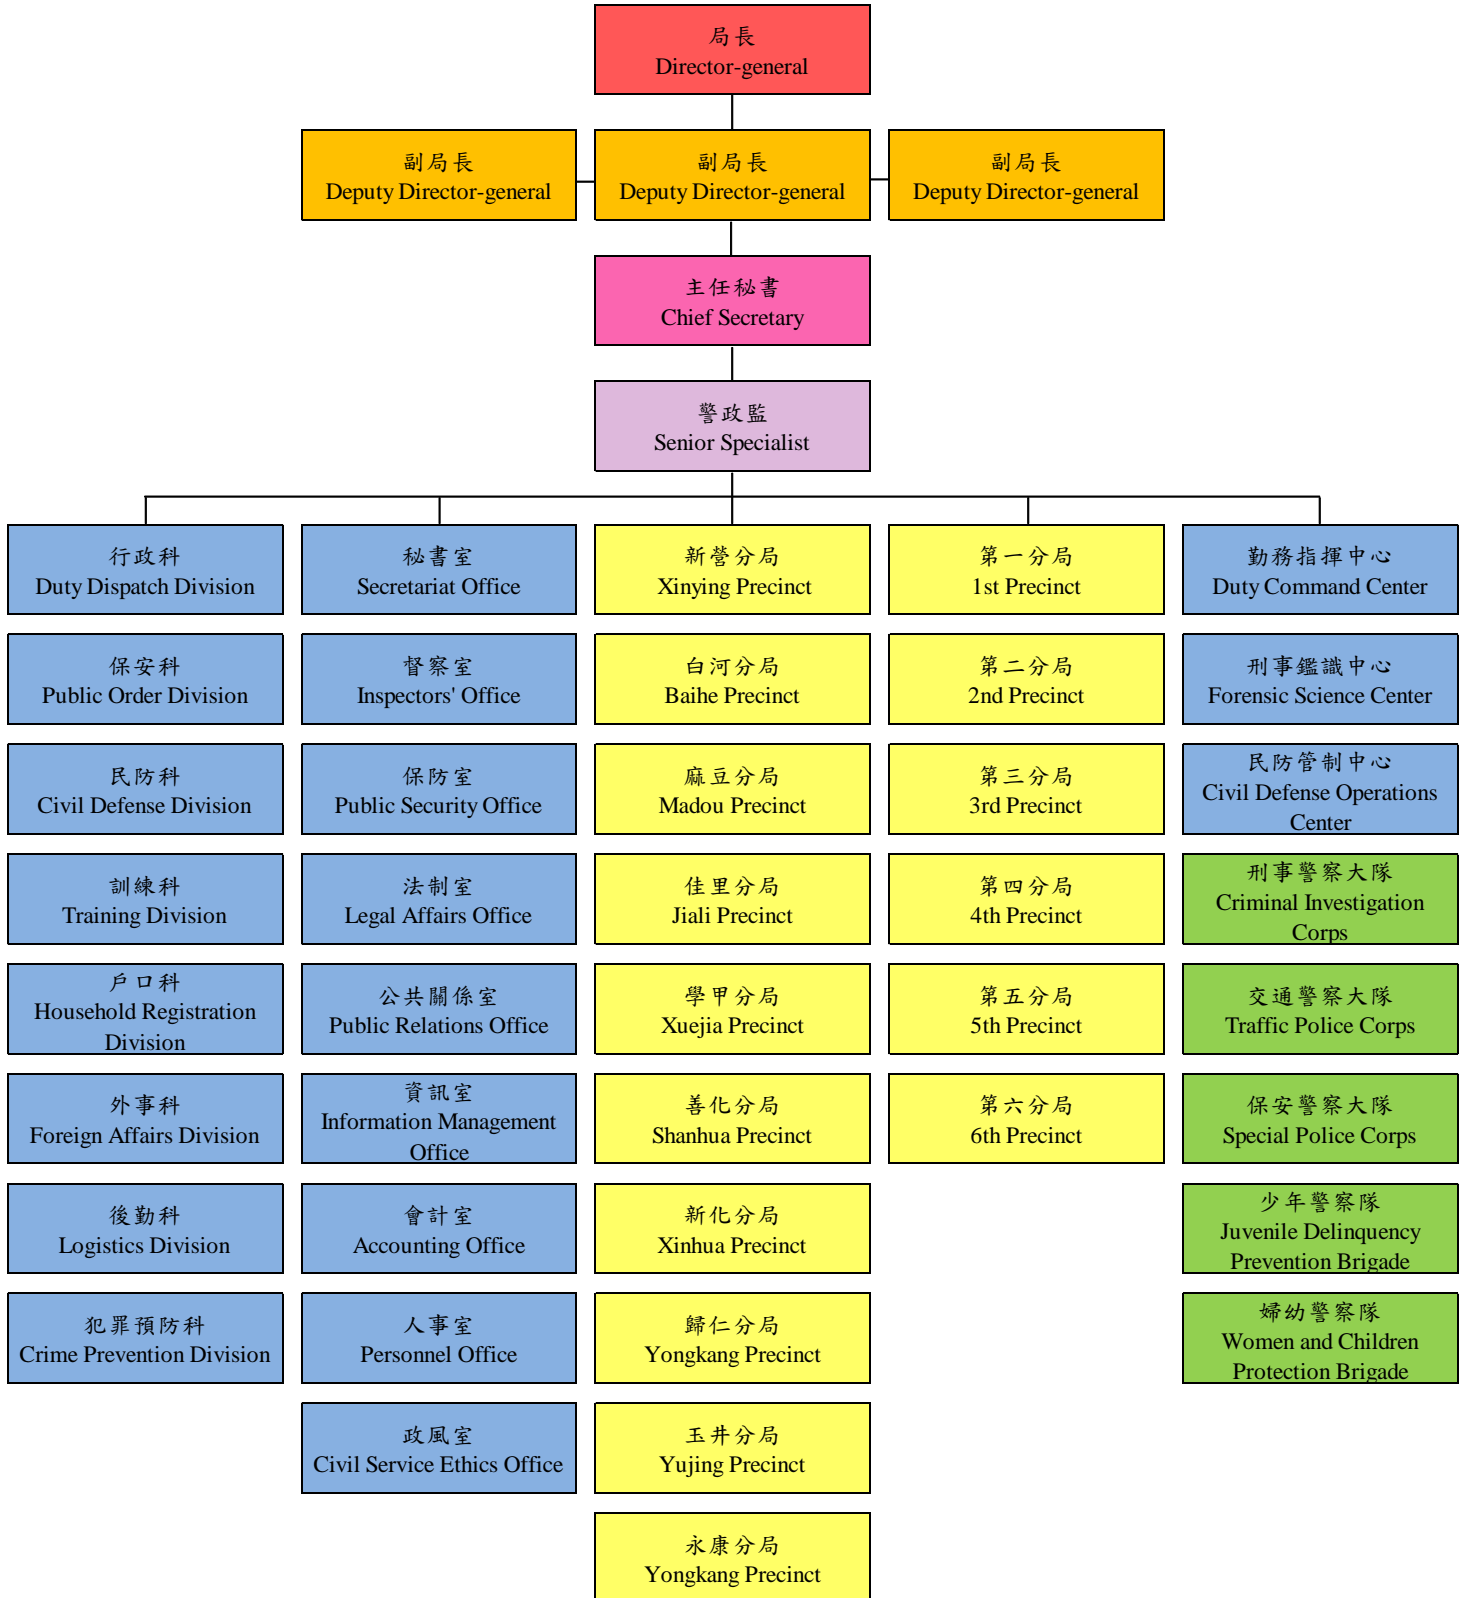 局長
Director-general
副局長
Deputy Director-general
副局長
Deputy Director-general
副局長
Deputy Director-general
主任秘書
Chief Secretary
警政監
Senior Specialist
行政科
Duty Dispatch Division
保安科
Public Order Division
民防科
Civil Defense Division
訓練科
Training Division
戶口科
Household Registration
Division
外事科
Foreign Affairs Division
後勤科
Logistics Division
犯罪預防科
Crime Prevention Division
秘書室
Secretariat Office
督察室
Inspectors' Office
保防室
Public Security Office
法制室
Legal Affairs Office
公共關係室
Public Relations Office
資訊室
Information Management
Office
會計室
Accounting Office
人事室
Personnel Office
政風室
Civil Service Ethics Office
新營分局
Xinying Precinct
白河分局
Baihe Precinct
麻豆分局
Madou Precinct
佳里分局
Jiali Precinct
學甲分局
Xuejia Precinct
善化分局
Shanhua Precinct
新化分局
Xinhua Precinct
歸仁分局
Yongkang Precinct
玉井分局
Yujing Precinct
永康分局
Yongkang Precinct
第一分局
1st Precinct
第二分局
2nd Precinct
第三分局
3rd Precinct
第四分局
4th Precinct
第五分局
5th Precinct
第六分局
6th Precinct
勤務指揮中心
Duty Command Center
刑事鑑識中心
Forensic Science Center
民防管制中心
Civil Defense Operations
Center
刑事警察大隊
Criminal Investigation
Corps
交通警察大隊
Traffic Police Corps
保安警察大隊
Special Police Corps
少年警察隊
Juvenile Delinquency
Prevention Brigade
婦幼警察隊
Women and Children
Protection Brigade